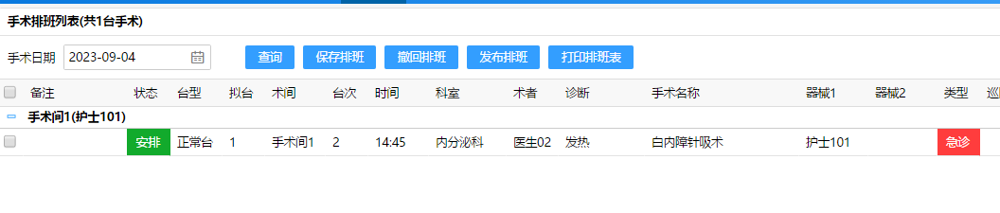 手术排班列表(共1台手术)
手术日期 2023-09-04 查询 保存排班 撤回排班 发布排班 打印排班表
备注 状态 台型 拟台 术间 台次 时间 科室 术者 诊断 手术名称 器械1 器械2 类型 巡
手术间1(护士101)
安排 正常台 1 手术间1 2 14:45 内分泌科 医生02 发热 白内障针吸术 护士101 急诊